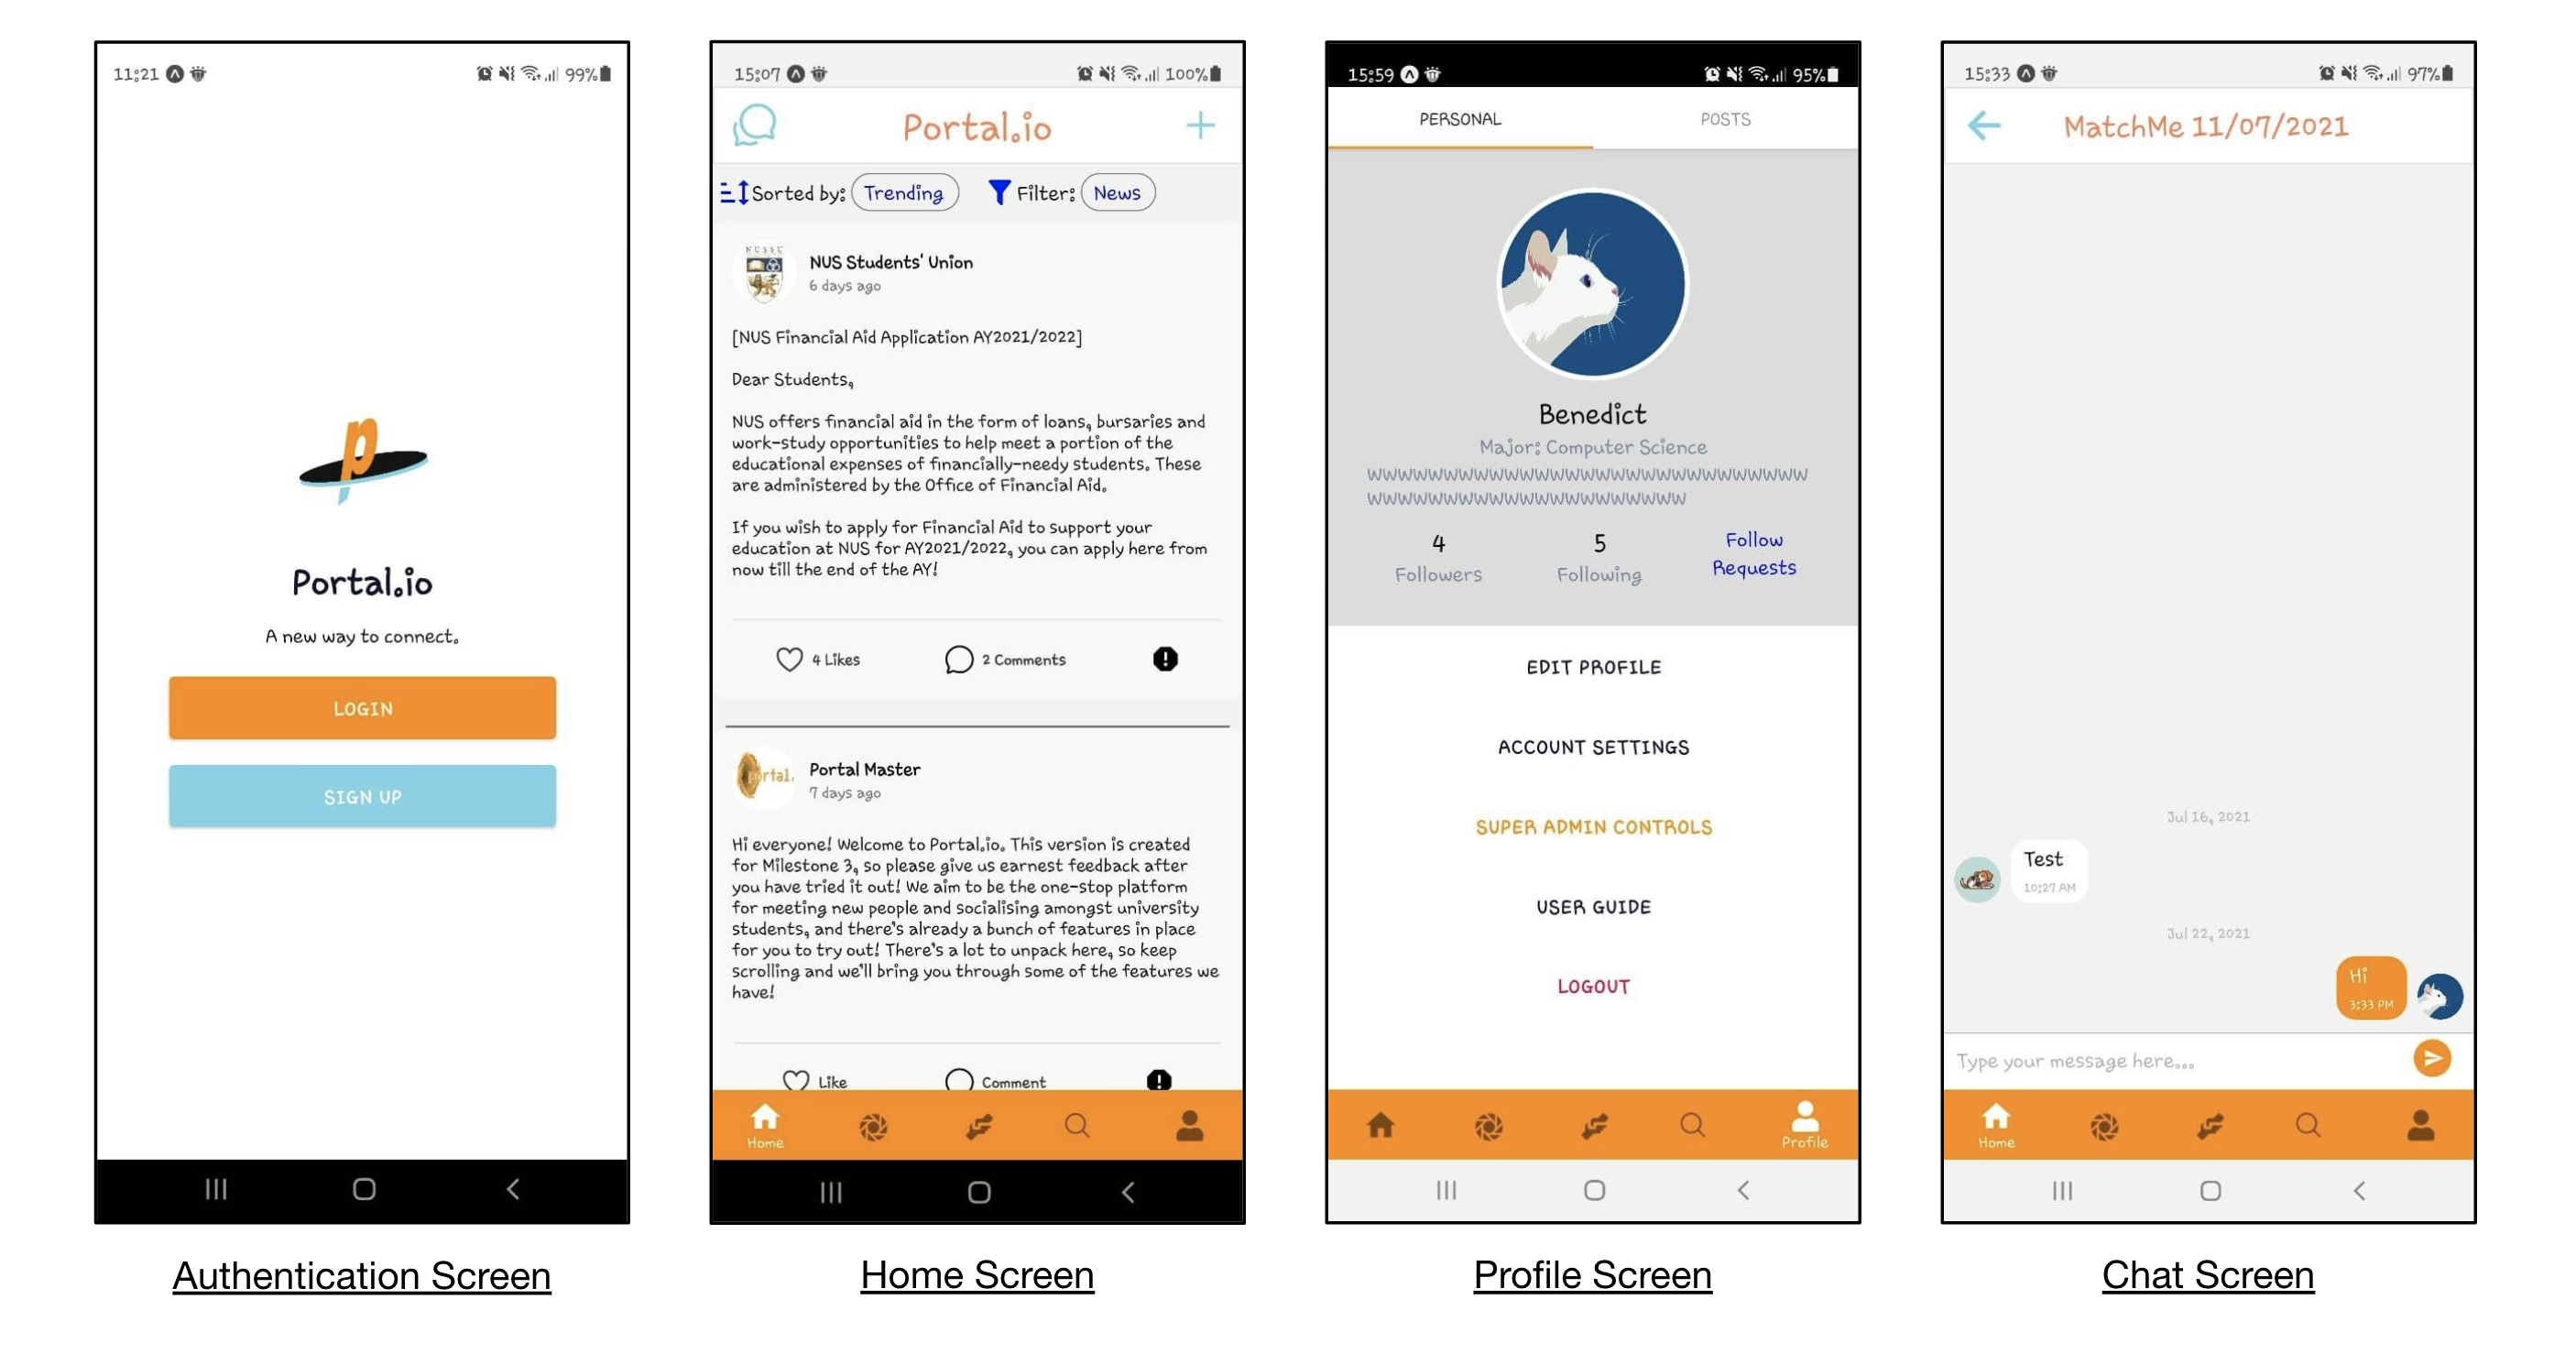 11:21
99%
p
Portal.io
A new way to connect.
LOGIN
SIGN UP
Authentication Screen
15:07
100%
Portal.io
Sorted by: Trending Filter: News
NUS Students' Union
6 days ago
[NUS Financial Aid Application AY2021/2022]
Dear Students,
NUS offers financial aid in the form of loans, bursaries and
work-study opportunities to help meet a portion of the
educational expenses of financially-needy students. These
are administered by the Office of Financial Aid.
If you wish to apply for Financial Aid to support your
education at NUS for AY2021/2022, you can apply here from
now till the end of the AY!
4 Likes
2 Comments
Portal Master
7 days ago
Hi everyone! Welcome to Portal.io. This version is created
for Milestone 3, so please give us earnest feedback after
you have tried it out! We aim to be the one-stop platform
for meeting new people and socialising amongst university
students, and there's already a bunch of features in place
for you to try out! There's a lot to unpack here, so keep
scrolling and we'll bring you through some of the features we
have!
Like
Comment
Home
Home Screen
15:59
95%
PERSONAL
POSTS
Benedict
Major: Computer Science
WWWWWWWWWWWWWWWWWWWWWWWWWWWWW
WWWWWWWWWWWWWWWWWWWWW
4
Followers
5
Following
Follow
Requests
EDIT PROFILE
ACCOUNT SETTINGS
SUPER ADMIN CONTROLS
USER GUIDE
LOGOUT
Profile
Profile Screen
15:33
97%
MatchMe 11/07/2021
Jul 16, 2021
Test
10:27 AM
Jul 22, 2021
Hi
3:33 PM
Type your message here...
Home
Chat Screen